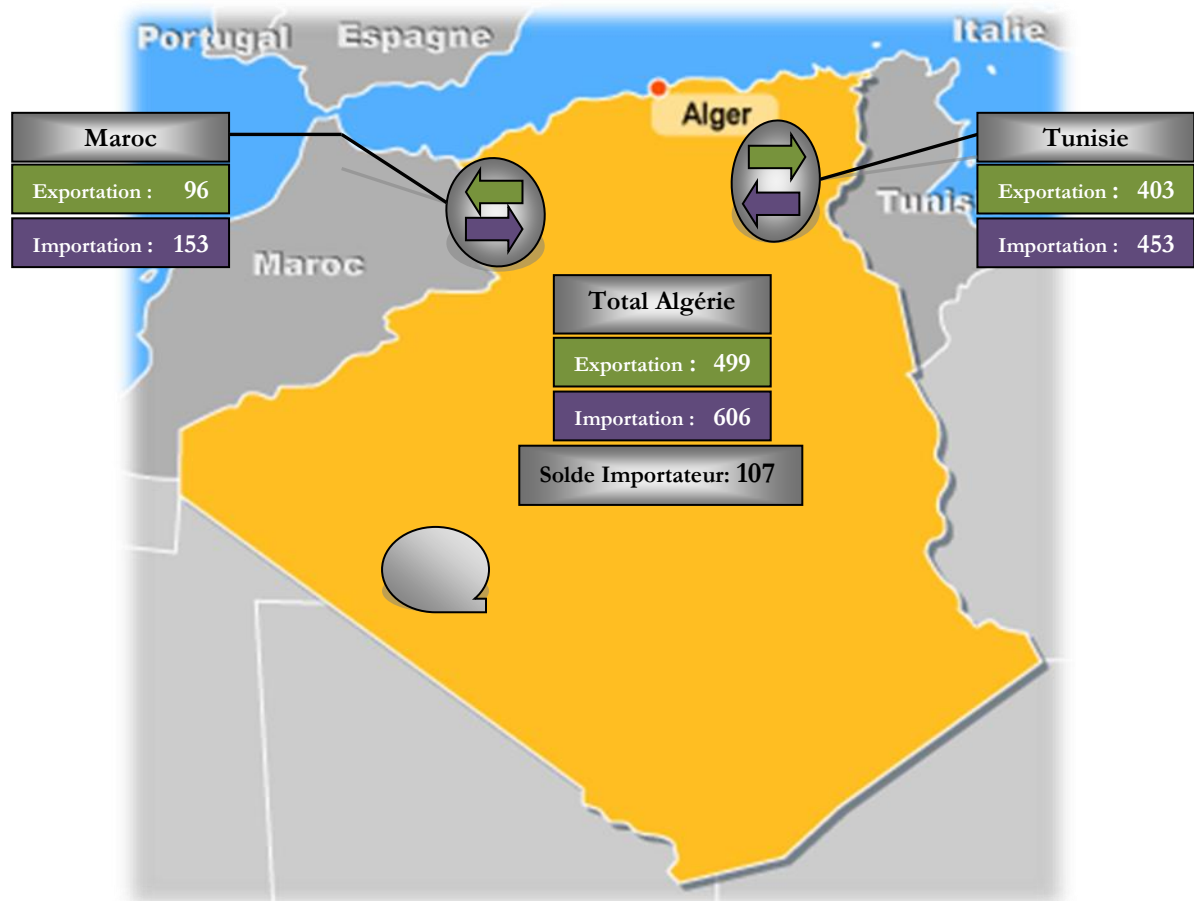 Portugal Espagne Italie
Alger
Maroc
Exportation : 96
Importation : 153
Tunisie
Exportation : 403
Importation : 453
Tunis
Maroc
Total Algérie
Exportation : 499
Importation : 606
Solde Importateur: 107